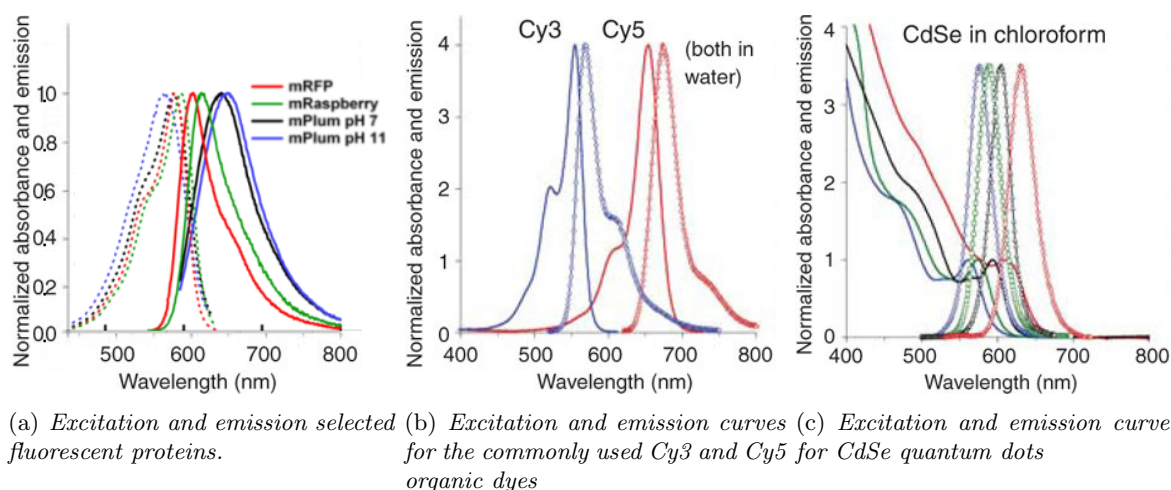 Normalized absorbance and emission
1.0
0.8
0.6
0.4
0.2
0.0
500
600
700
800
Wavelength (nm)
mRFP
mRaspberry
mPlum pH 7
mPlum pH 11
Normalized absorbance and emission
4
3
2
1
0
400
500
600
700
800
Wavelength (nm)
Cy3
Cy5
(both in
water)
Normalized absorbance and emission
4
3
2
1
0
400
500
600
700
800
Wavelength (nm)
CdSe in chloroform
(a) Excitation and emission selected
fluorescent proteins.
(b) Excitation and emission curves
for the commonly used Cy3 and Cy5
organic dyes
(c) Excitation and emission curve
for CdSe quantum dots